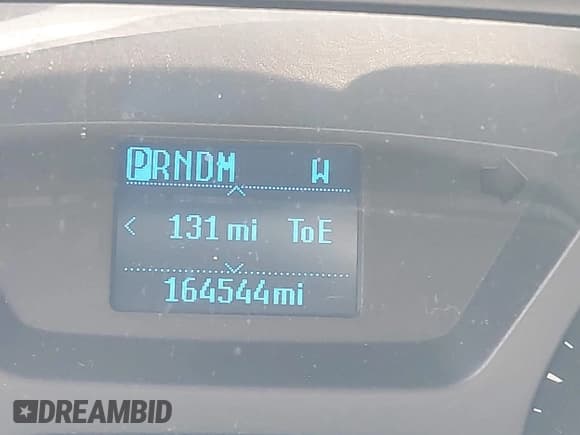 PRNDM W
< 131 mi ToE
164544mi
DREAMBID